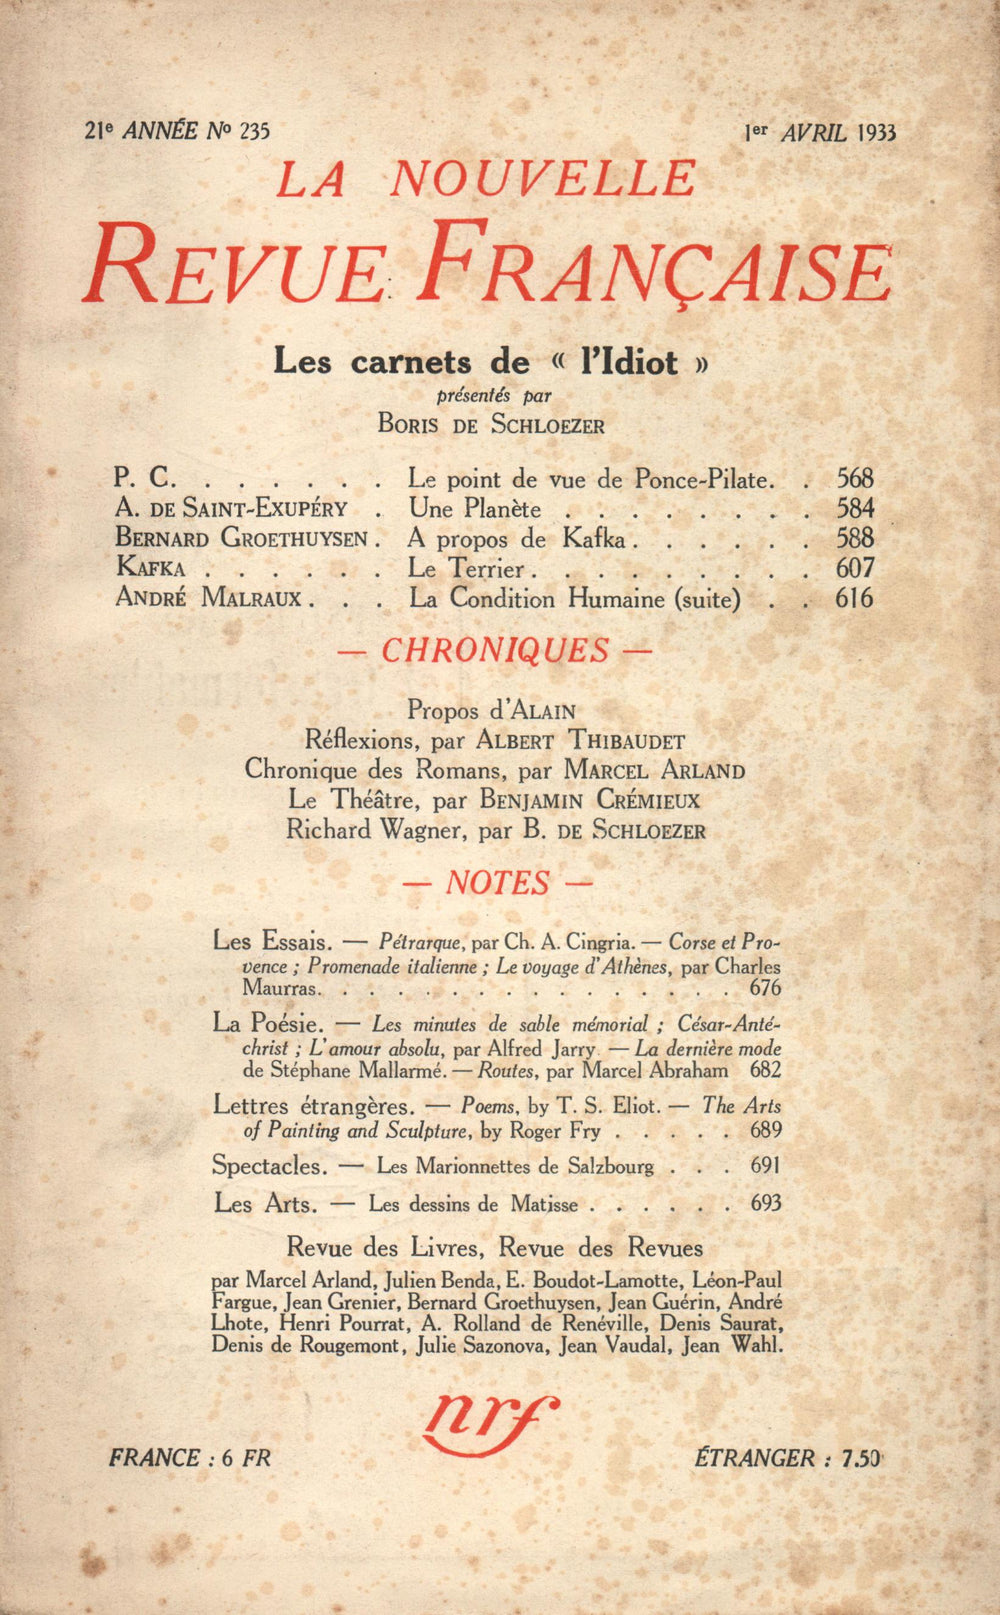 21e ANNÉE No 235
1er AVRIL 1933
LA NOUVELLE
REVUE FRANÇAISE
Les carnets de « l'Idiot »
présentés par
BORIS DE SCHLOEZER
P. C. . . . . . . Le point de vue de Ponce-Pilate. . 568
A. DE SAINT-EXUPÉRY . Une Planète . . . . . . . . 584
BERNARD GROETHUYSEN . A propos de Kafka . . . . . . 588
KAFKA . . . . . . Le Terrier . . . . . . . . . 607
ANDRÉ MALRAUX . . . La Condition Humaine (suite) . . 616
— CHRONIQUES —
Propos d'ALAIN
Réflexions, par ALBERT THIBAUDET
Chronique des Romans, par MARCEL ARLAND
Le Théâtre, par BENJAMIN CRÉMIEUX
Richard Wagner, par B. DE SCHLOEZER
— NOTES —
Les Essais. — Pétrarque, par Ch. A. Cingria. — Corse et Pro-
vence ; Promenade italienne ; Le voyage d'Athènes, par Charles
Maurras. . . . . . . . . . . . . . . . . 676
La Poésie. — Les minutes de sable mémorial ; César-Anté-
christ ; L'amour absolu, par Alfred Jarry. — La dernière mode
de Stéphane Mallarmé. — Routes, par Marcel Abraham 682
Lettres étrangères. — Poems, by T. S. Eliot. — The Arts
of Painting and Sculpture, by Roger Fry . . . . . 689
Spectacles. — Les Marionnettes de Salzbourg . . . 691
Les Arts. — Les dessins de Matisse . . . . . . 693
Revue des Livres, Revue des Revues
par Marcel Arland, Julien Benda, E. Boudot-Lamotte, Léon-Paul
Fargue, Jean Grenier, Bernard Groethuysen, Jean Guérin, André
Lhote, Henri Pourrat, A. Rolland de Renéville, Denis Saurat,
Denis de Rougemont, Julie Sazonova, Jean Vaudal, Jean Wahl.
nrf
FRANCE : 6 FR
ÉTRANGER : 7.50